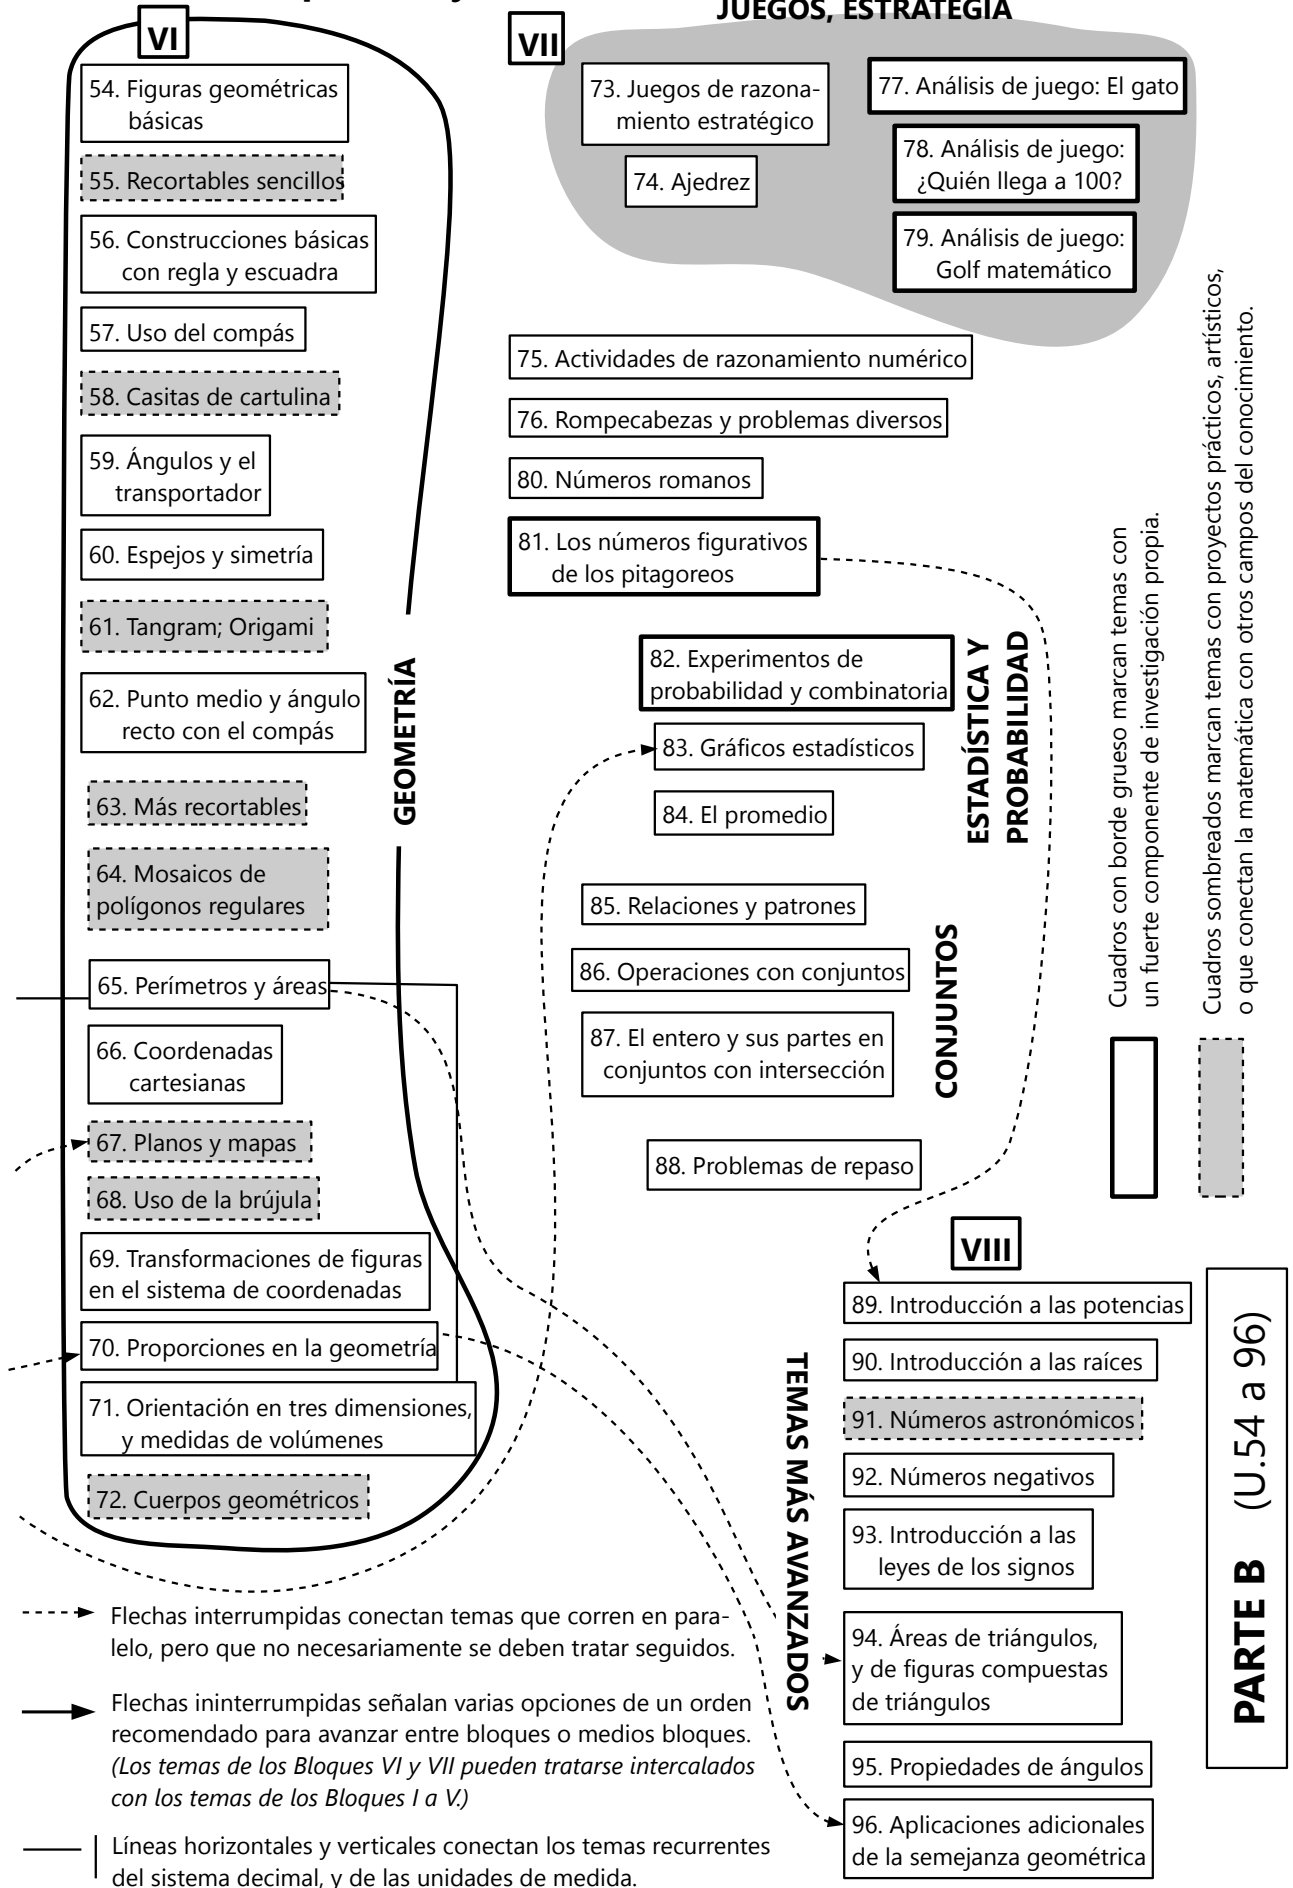 JUEGOS, ESTRATEGIA
VI
54. Figuras geométricas
básicas
55. Recortables sencillos
56. Construcciones básicas
con regla y escuadra
57. Uso del compás
58. Casitas de cartulina
59. Ángulos y el
transportador
60. Espejos y simetría
61. Tangram; Origami
62. Punto medio y ángulo
recto con el compás
63. Más recortables
64. Mosaicos de
polígonos regulares
65. Perímetros y áreas
66. Coordenadas
cartesianas
67. Planos y mapas
68. Uso de la brújula
69. Transformaciones de figuras
en el sistema de coordenadas
70. Proporciones en la geometría
71. Orientación en tres dimensiones,
y medidas de volúmenes
72. Cuerpos geométricos
GEOMETRÍA
VII
73. Juegos de razona-
miento estratégico
74. Ajedrez
77. Análisis de juego: El gato
78. Análisis de juego:
¿Quién llega a 100?
79. Análisis de juego:
Golf matemático
75. Actividades de razonamiento numérico
76. Rompecabezas y problemas diversos
80. Números romanos
81. Los números figurativos
de los pitagoreos
82. Experimentos de
probabilidad y combinatoria
83. Gráficos estadísticos
84. El promedio
ESTADÍSTICA Y
PROBABILIDAD
85. Relaciones y patrones
86. Operaciones con conjuntos
87. El entero y sus partes en
conjuntos con intersección
CONJUNTOS
88. Problemas de repaso
Cuadros con borde grueso marcan temas con
un fuerte componente de investigación propia.
Cuadros sombreados marcan temas con proyectos prácticos, artísticos,
o que conectan la matemática con otros campos del conocimiento.
VIII
89. Introducción a las potencias
90. Introducción a las raíces
91. Números astronómicos
92. Números negativos
93. Introducción a las
leyes de los signos
94. Áreas de triángulos,
y de figuras compuestas
de triángulos
95. Propiedades de ángulos
96. Aplicaciones adicionales
de la semejanza geométrica
TEMAS MÁS AVANZADOS
PARTE B (U.54 a 96)
Flechas interrumpidas conectan temas que corren en para-
lelo, pero que no necesariamente se deben tratar seguidos.
Flechas ininterrumpidas señalan varias opciones de un orden
recomendado para avanzar entre bloques o medios bloques.
(Los temas de los Bloques VI y VII pueden tratarse intercalados
con los temas de los Bloques I a V.)
Líneas horizontales y verticales conectan los temas recurrentes
del sistema decimal, y de las unidades de medida.